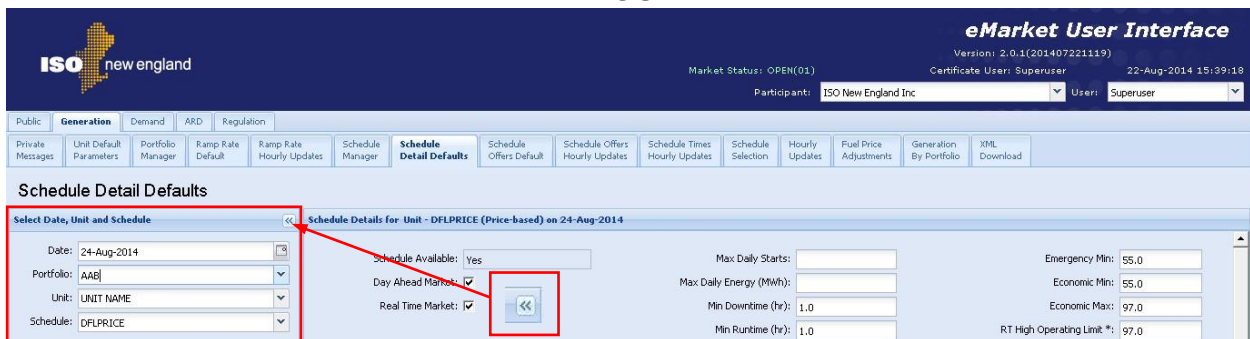 eMarket User Interface
ISO new england
Version: 2.0.1(201407221119)
Market Status: OPEN(01) Certificate User: Superuser 22-Aug-2014 15:39:18
Participant: ISO New England Inc User: Superuser
Public Generation Demand ARD Regulation
Private Messages Unit Default Parameters Portfolio Manager Ramp Rate Default Ramp Rate Hourly Updates Schedule Manager Schedule Detail Defaults Schedule Offers Default Schedule Offers Hourly Updates Schedule Times Hourly Updates Schedule Selection Hourly Updates Fuel Price Adjustments Generation By Portfolio XML Download
Schedule Detail Defaults
Select Date, Unit and Schedule « Schedule Details for Unit - DFLPRICE (Price-based) on 24-Aug-2014
Date: 24-Aug-2014 Schedule Available: Yes Max Daily Starts: Emergency Min: 55.0
Portfolio: AAB Day Ahead Market: Max Daily Energy (MWh): Economic Min: 55.0
Unit: UNIT NAME Real Time Market: « Min Downtime (hr): 1.0 Economic Max: 97.0
Schedule: DFLPRICE Min Runtime (hr): 1.0 RT High Operating Limit *: 97.0